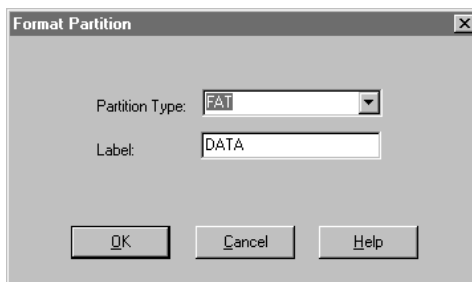 Format Partition
Partition Type: FAT
Label: DATA
OK Cancel Help